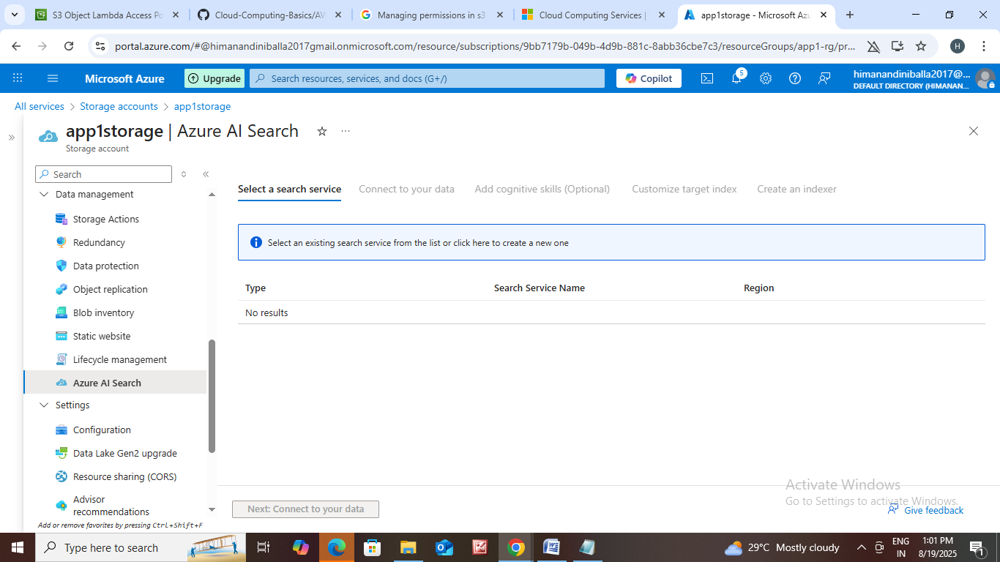 S3 Object Lambda Access Po
Cloud-Computing-Basics/AW
Managing permissions in s3
Cloud Computing Services |
app1storage - Microsoft Azu
portal.azure.com/#@himanandiniballa2017gmail.onmicrosoft.com/resource/subscriptions/9bb7179b-049b-4d9b-881c-8abb36cbe7c3/resourceGroups/app1-rg/pr...
H
Microsoft Azure
Upgrade
Search resources, services, and docs (G+/)
Copilot
5
himanandiniballa2017@...
DEFAULT DIRECTORY (HIMANAN...
All services > Storage accounts > app1storage
app1storage | Azure AI Search
Storage account
Search
Data management
Storage Actions
Redundancy
Data protection
Object replication
Blob inventory
Static website
Lifecycle management
Azure AI Search
Settings
Configuration
Data Lake Gen2 upgrade
Resource sharing (CORS)
Advisor
recommendations
Add or remove favorites by pressing Ctrl+Shift+F
Select a search service
Connect to your data
Add cognitive skills (Optional)
Customize target index
Create an indexer
Select an existing search service from the list or click here to create a new one
Type Search Service Name Region
No results
Next: Connect to your data
Activate Windows
Go to Settings to activate Windows.
Give feedback
Type here to search
29°C Mostly cloudy
ENG
IN
1:01 PM
8/19/2025
1